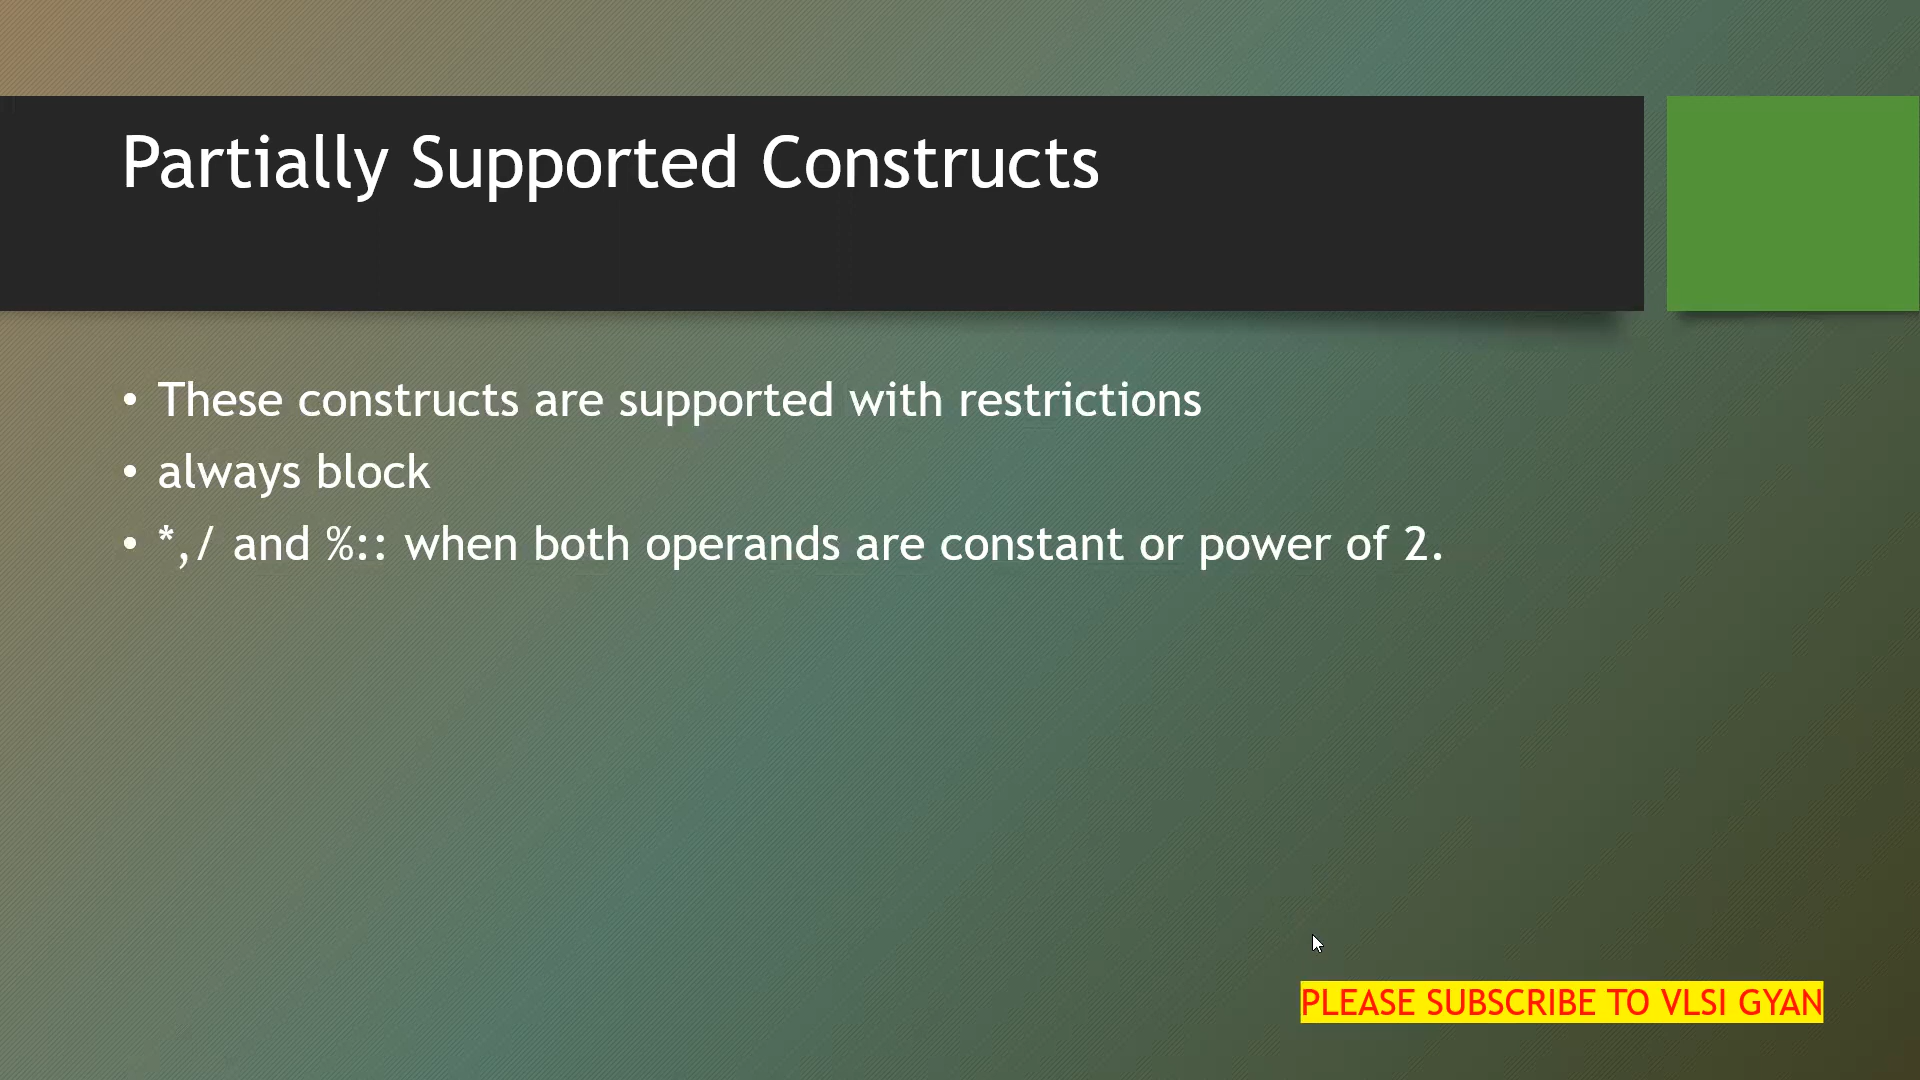 Partially Supported Constructs
• These constructs are supported with restrictions
• always block
• *,/ and %:: when both operands are constant or power of 2.
PLEASE SUBSCRIBE TO VLSI GYAN